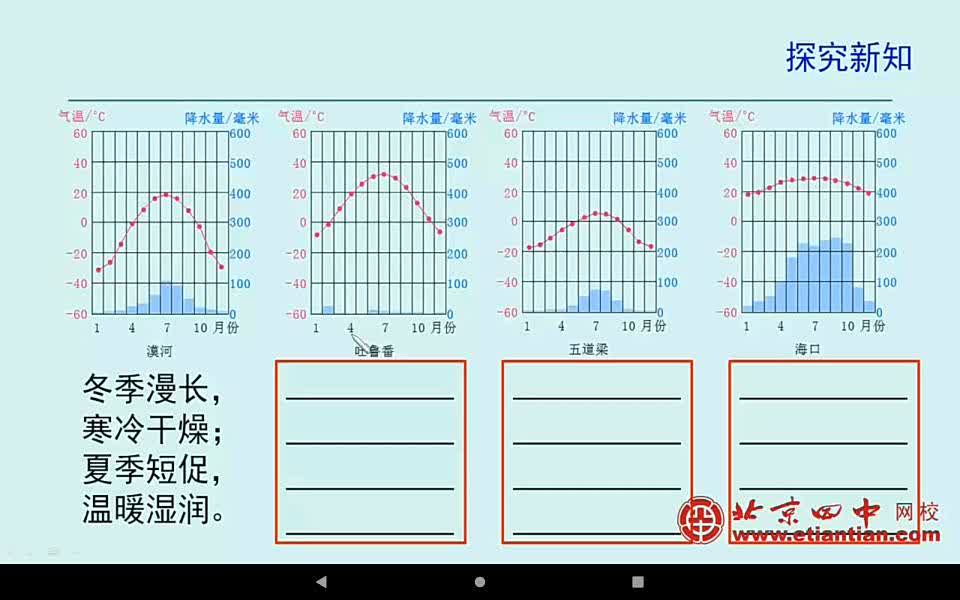 探究新知
气温/°C 降水量/毫米 气温/°C 降水量/毫米 气温/°C 降水量/毫米 气温/°C 降水量/毫米
60 600 60 600 60 600 60 600
40 500 40 500 40 500 40 500
20 400 20 400 20 400 20 400
0 300 0 300 0 300 0 300
-20 200 -20 200 -20 200 -20 200
-40 100 -40 100 -40 100 -40 100
-60 0 -60 0 -60 0 -60 0
1 4 7 10 月份 1 4 7 10 月份 1 4 7 10 月份 1 4 7 10 月份
漠河 吐鲁番 五道梁 海口
冬季漫长，
寒冷干燥；
夏季短促，
温暖湿润。
北京四中 网校
www.etiantian.com